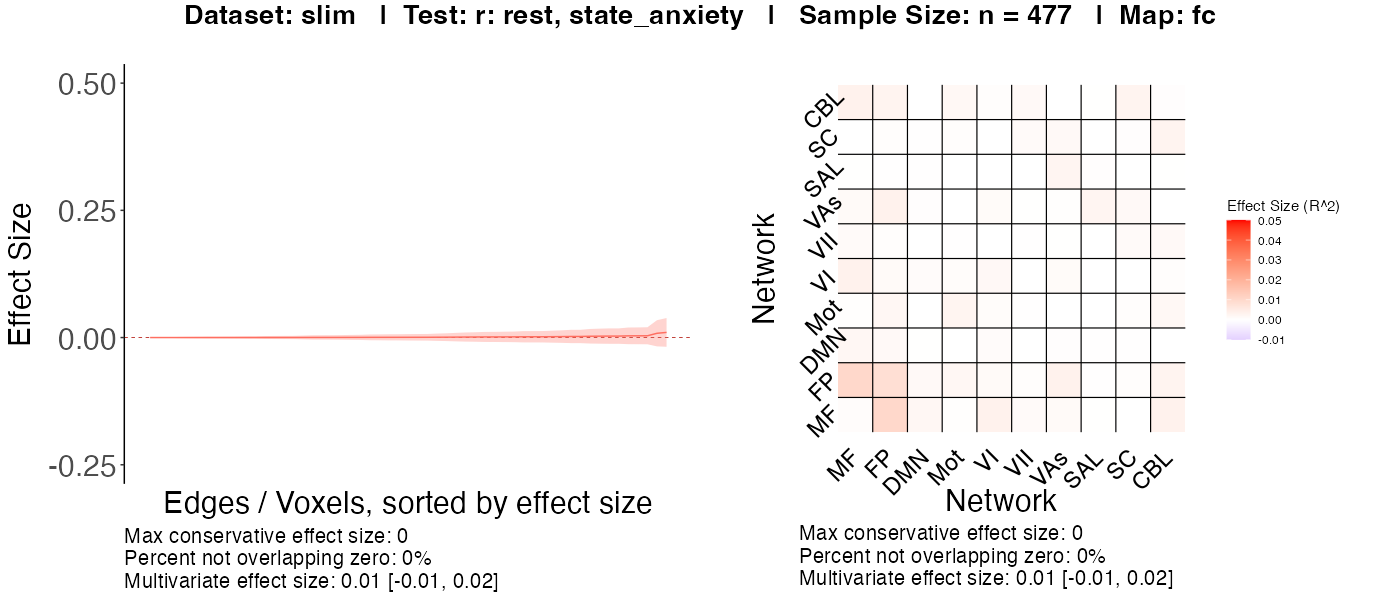 Dataset: slim | Test: r: rest, state_anxiety | Sample Size: n = 477 | Map: fc
0.50
0.25
0.00
-0.25
Effect Size
Edges / Voxels, sorted by effect size
Max conservative effect size: 0
Percent not overlapping zero: 0%
Multivariate effect size: 0.01 [-0.01, 0.02]
Network
CBL
SC
SAL
VAs
VII
VI
Mot
DMN
FP
MF
MF
FP
DMN
Mot
VI
VII
VAs
SAL
SC
CBL
Network
Max conservative effect size: 0
Percent not overlapping zero: 0%
Multivariate effect size: 0.01 [-0.01, 0.02]
Effect Size (R^2)
0.05
0.04
0.03
0.02
0.01
0.00
-0.01